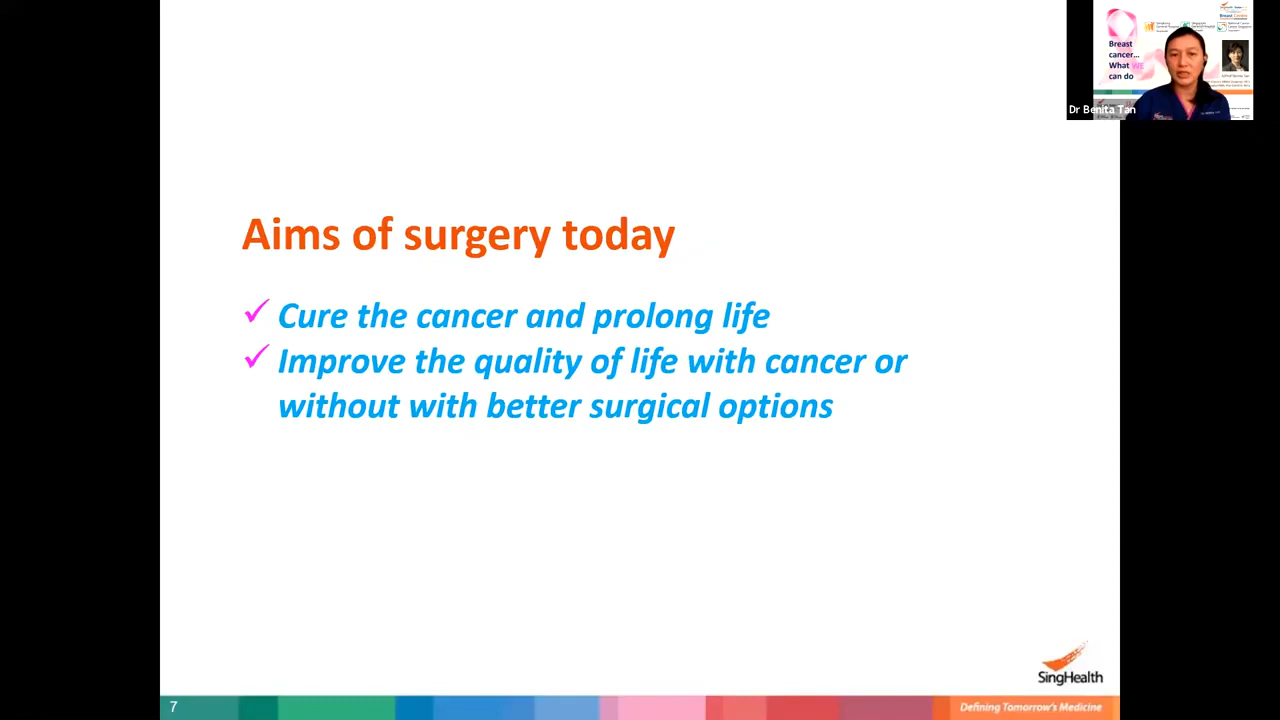 Aims of surgery today
✓ Cure the cancer and prolong life
✓ Improve the quality of life with cancer or
without with better surgical options
SingHealth
7
Defining Tomorrow's Medicine
Breast
cancer...
What WE
can do
Dr Benita Tan